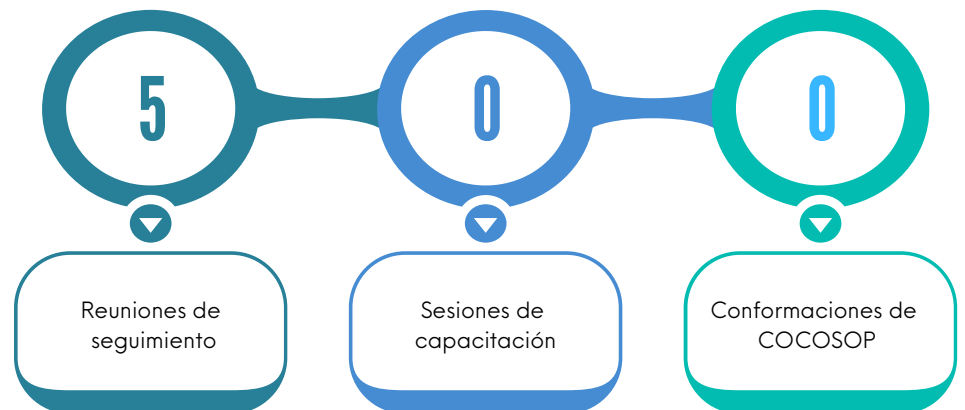 5
0
0
Reuniones de
seguimiento
Sesiones de
capacitación
Conformaciones de
COCOSOP